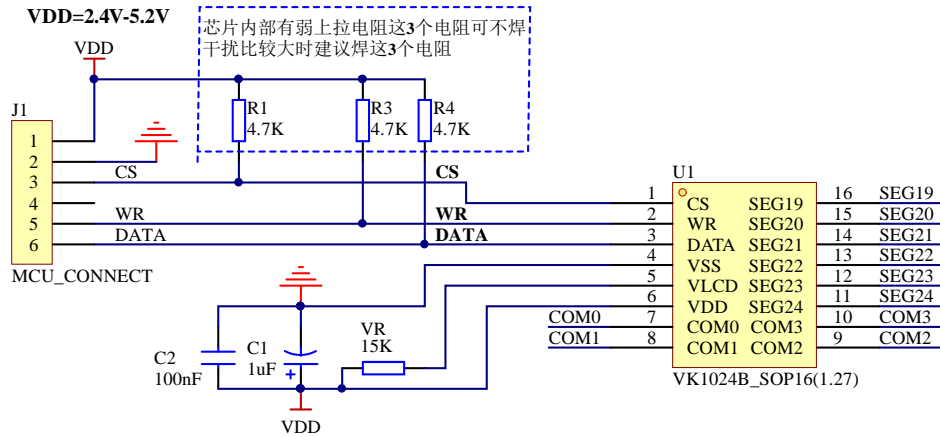 VDD=2.4V-5.2V
芯片内部有弱上拉电阻这3个电阻可不焊
干扰比较大时建议焊这3个电阻
VDD
J1
R1
4.7K
R3
4.7K
R4
4.7K
1
2
3
4
5
6
CS
CS
WR
WR
DATA
DATA
MCU_CONNECT
U1
1
CS
SEG19
16
SEG19
2
WR
SEG20
15
SEG20
3
DATA
SEG21
14
SEG21
4
VSS
SEG22
13
SEG22
5
VLCD
SEG23
12
SEG23
6
VDD
SEG24
11
SEG24
COM0
7
COM0
COM3
10
COM3
COM1
8
COM1
COM2
9
COM2
VK1024B_SOP16(1.27)
C2
100nF
C1
1uF
+
VR
15K
VDD